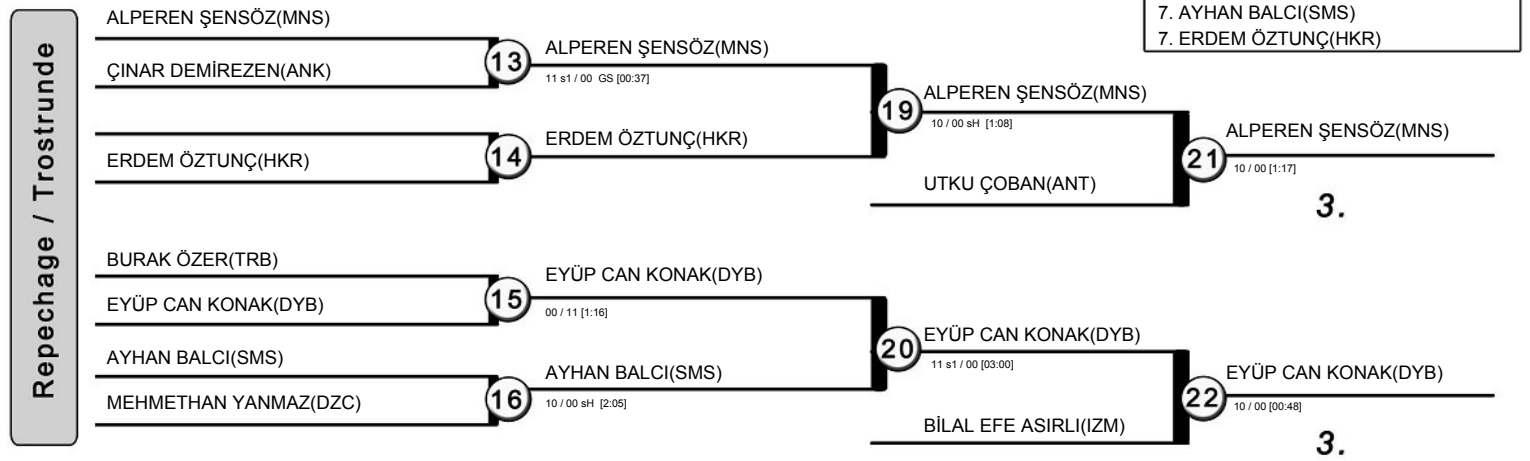 7. AYHAN BALCI(SMS)
7. ERDEM ÖZTUNÇ(HKR)
Repechage / Trostrunde
ALPEREN ŞENSÖZ(MNS)
ÇINAR DEMİREZEN(ANK)
13
ALPEREN ŞENSÖZ(MNS)
11 s1 / 00 GS [00:37]
ERDEM ÖZTUNÇ(HKR)
14
ERDEM ÖZTUNÇ(HKR)
19
ALPEREN ŞENSÖZ(MNS)
10 / 00 sH [1:08]
UTKU ÇOBAN(ANT)
21
ALPEREN ŞENSÖZ(MNS)
10 / 00 [1:17]
3.
BURAK ÖZER(TRB)
EYÜP CAN KONAK(DYB)
15
EYÜP CAN KONAK(DYB)
00 / 11 [1:16]
AYHAN BALCI(SMS)
MEHMETHAN YANMAZ(DZC)
16
AYHAN BALCI(SMS)
10 / 00 sH [2:05]
20
EYÜP CAN KONAK(DYB)
11 s1 / 00 [03:00]
BİLAL EFE ASIRLI(IZM)
22
EYÜP CAN KONAK(DYB)
10 / 00 [00:48]
3.